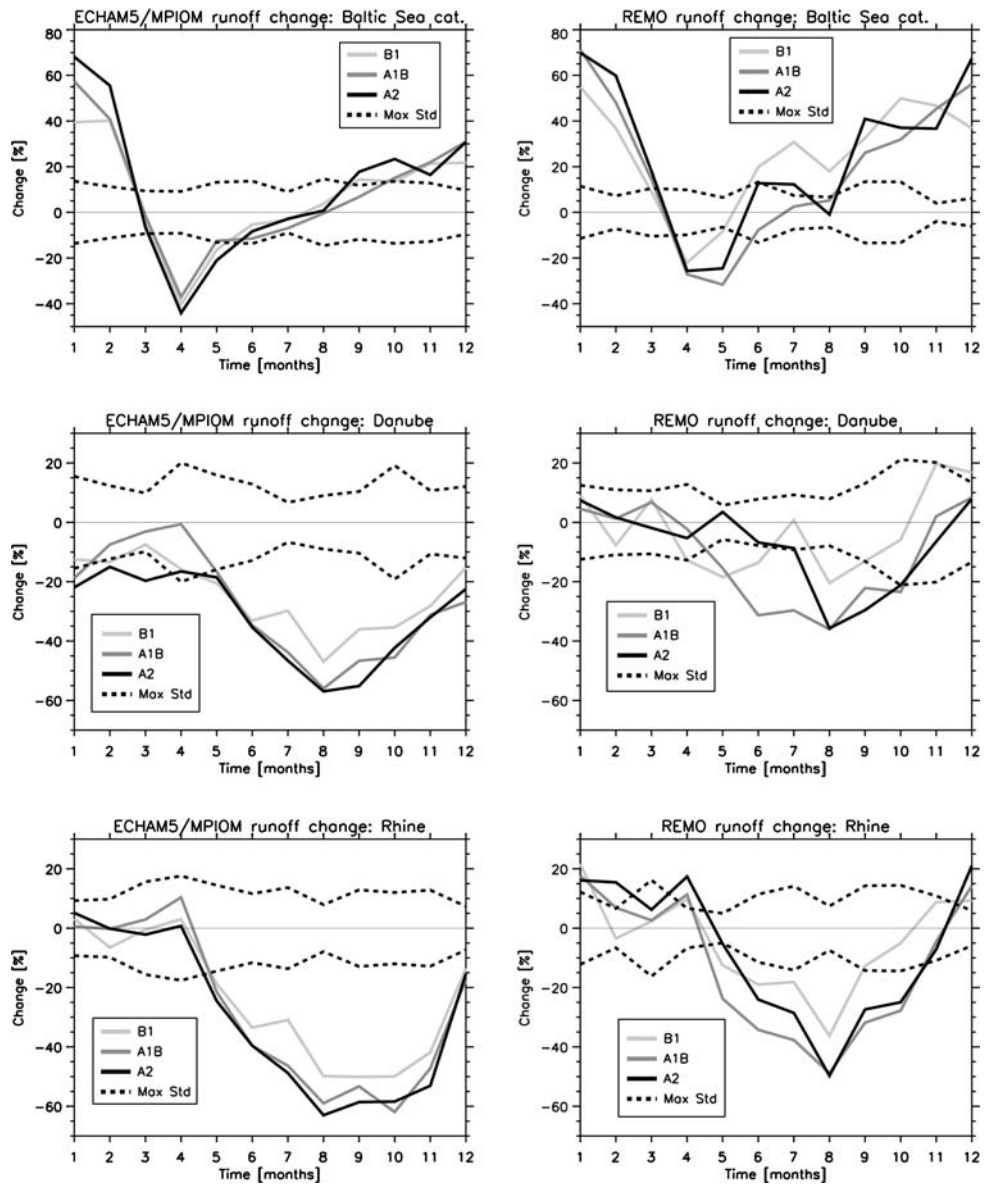 ECHAM5/MPIOM runoff change: Baltic Sea cat.
Change [%]
80
60
40
20
0
−20
−40
B1
A1B
A2
Max Std
1 2 3 4 5 6 7 8 9 10 11 12
Time [months]
REMO runoff change: Baltic Sea cat.
Change [%]
80
60
40
20
0
−20
−40
B1
A1B
A2
Max Std
1 2 3 4 5 6 7 8 9 10 11 12
Time [months]
ECHAM5/MPIOM runoff change: Danube
Change [%]
20
0
−20
−40
−60
B1
A1B
A2
Max Std
1 2 3 4 5 6 7 8 9 10 11 12
Time [months]
REMO runoff change: Danube
Change [%]
20
0
−20
−40
−60
B1
A1B
A2
Max Std
1 2 3 4 5 6 7 8 9 10 11 12
Time [months]
ECHAM5/MPIOM runoff change: Rhine
Change [%]
20
0
−20
−40
−60
B1
A1B
A2
Max Std
1 2 3 4 5 6 7 8 9 10 11 12
Time [months]
REMO runoff change: Rhine
Change [%]
20
0
−20
−40
−60
B1
A1B
A2
Max Std
1 2 3 4 5 6 7 8 9 10 11 12
Time [months]